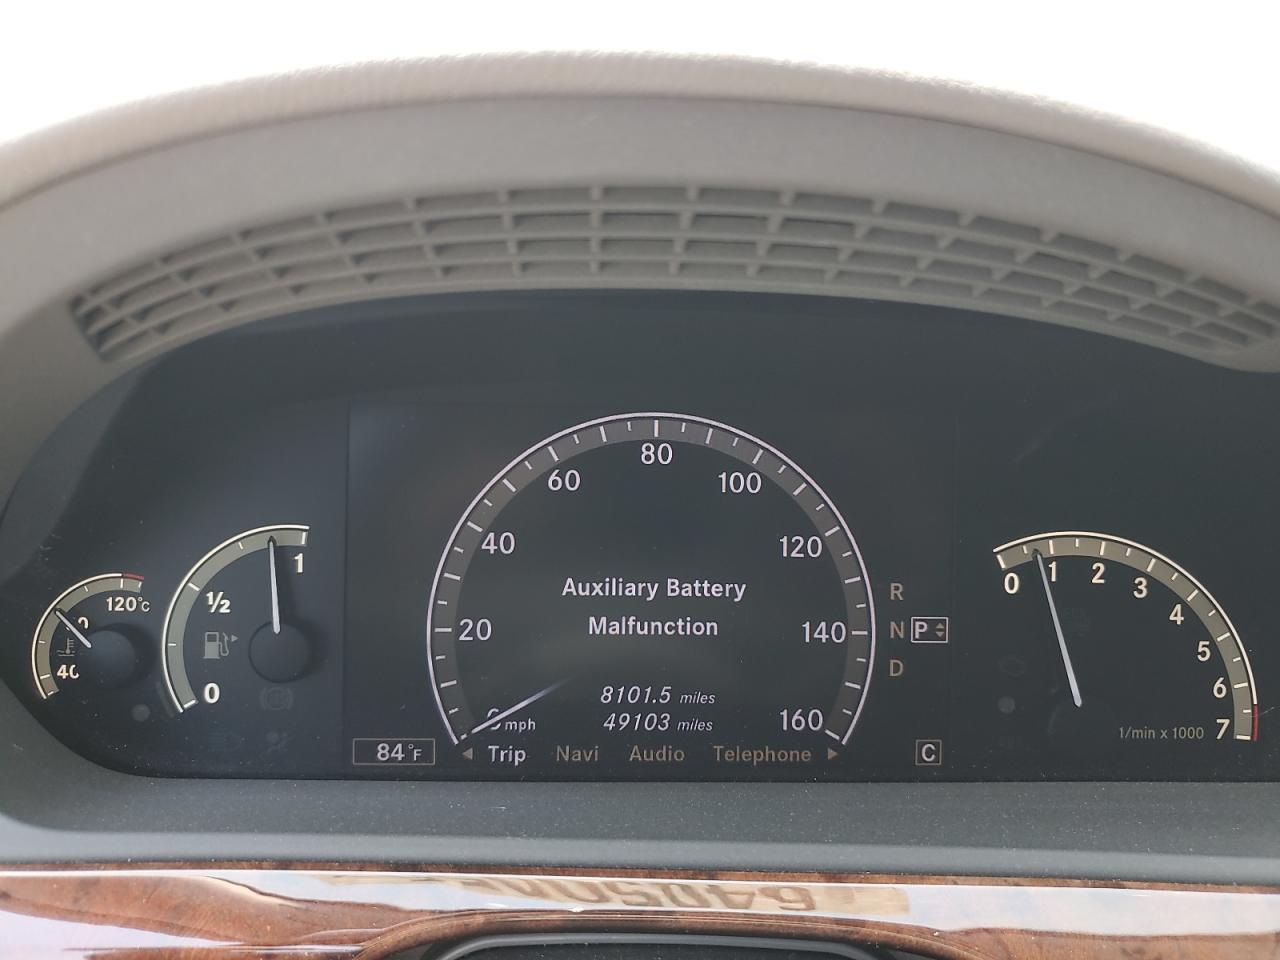 80
60
100
40
120
Auxiliary Battery
Malfunction
20
140
8101.5 miles
49103 miles
mph
160
84°F
Trip Navi Audio Telephone
R
N P
D
C
120°C
40
1
1/2
0
0 1 2 3 4 5 6 7
1/min x 1000